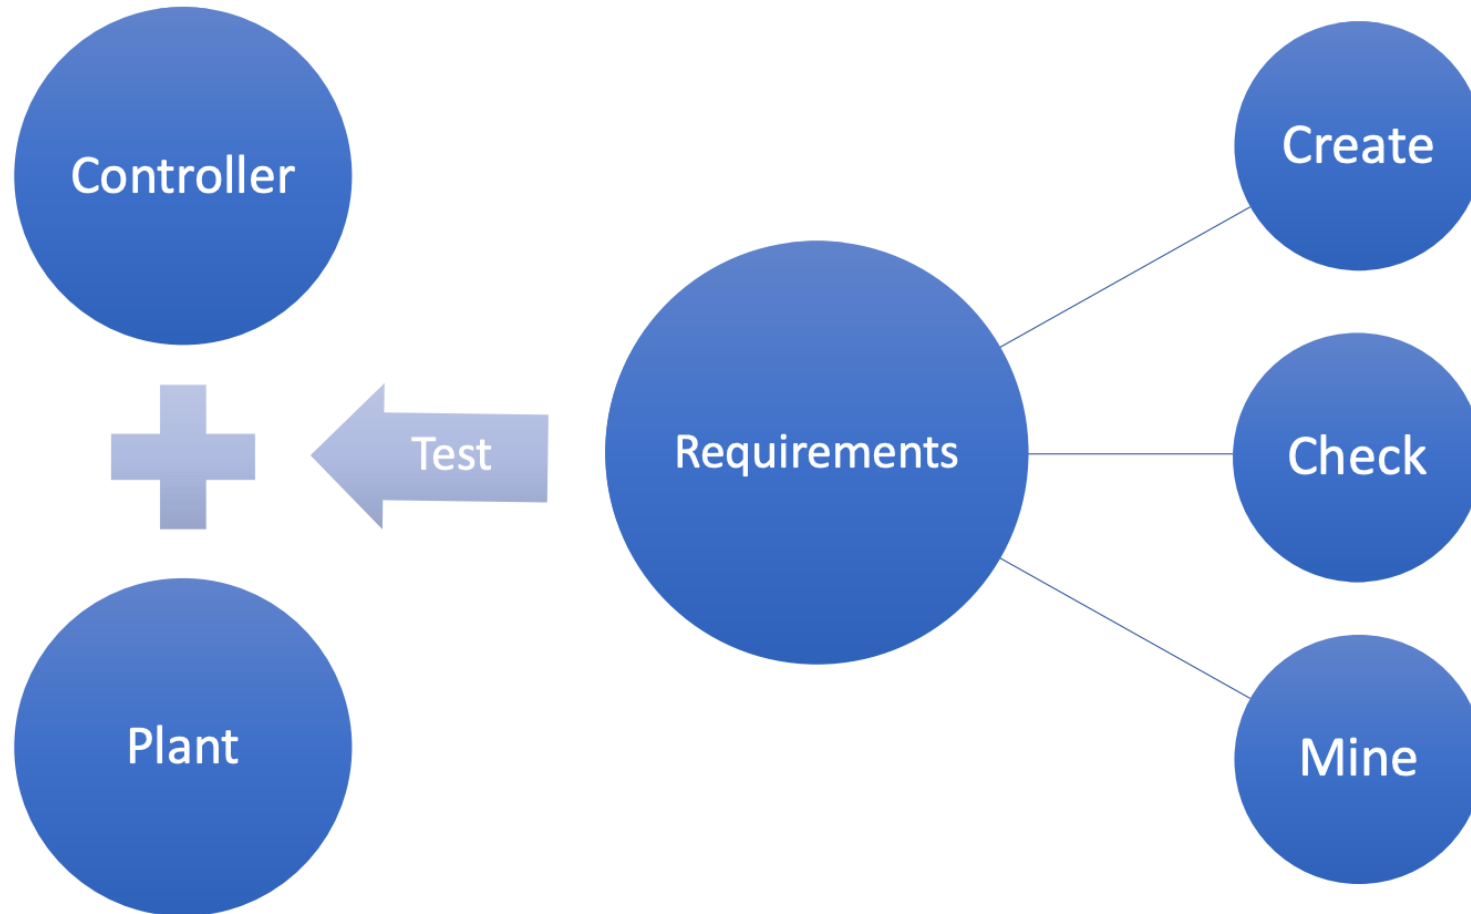 Controller
Plant
Test
Requirements
Create
Check
Mine